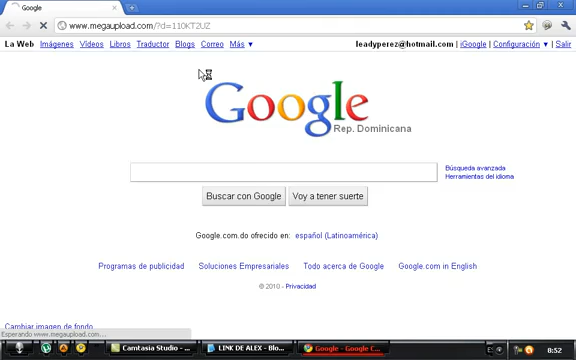 Google
www.megaupload.com/?d=110KT2UZ
La Web Imágenes Vídeos Libros Traductor Blogs Correo Más ▼ leadyperez@hotmail.com | iGoogle | Configuración ▼ | Salir
Google
Rep. Dominicana
Búsqueda avanzada
Herramientas del idioma
Buscar con Google Voy a tener suerte
Google.com.do ofrecido en: español (Latinoamérica)
Programas de publicidad Soluciones Empresariales Todo acerca de Google Google.com in English
© 2010 - Privacidad
Cambiar imagen de fondo
Esperando www.megaupload.com...
Camtasia Studio - ... LINK DE ALEX - Blo... Google - Google C... ES 8:52